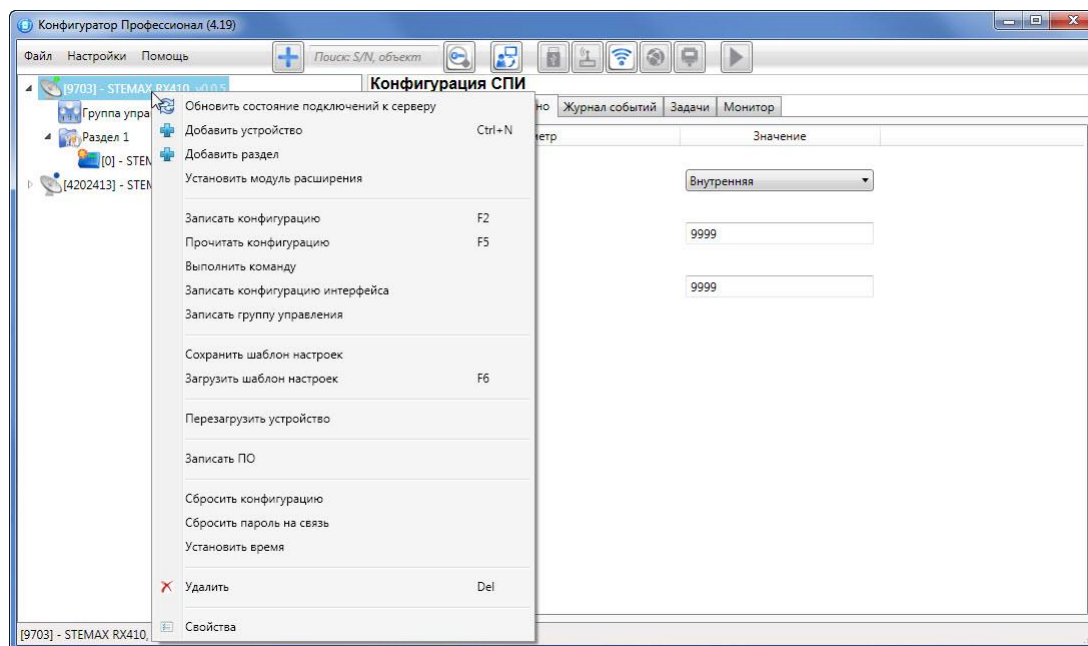 Конфигуратор Профессионал (4.19)
Файл Настройки Помощь Поиск: S/N, объект
[9703] - STEMAX RX410, v0.0.5
Конфигурация СПИ
Группа упра
Раздел 1
[0] - STEM
[4202413] - STEM
но Журнал событий Задачи Монитор
метр Значение
Внутренняя
9999
9999
Обновить состояние подключений к серверу
Добавить устройство Ctrl+N
Добавить раздел
Установить модуль расширения
Записать конфигурацию F2
Прочитать конфигурацию F5
Выполнить команду
Записать конфигурацию интерфейса
Записать группу управления
Сохранить шаблон настроек
Загрузить шаблон настроек F6
Перезагрузить устройство
Записать ПО
Сбросить конфигурацию
Сбросить пароль на связь
Установить время
Удалить Del
Свойства
[9703] - STEMAX RX410,